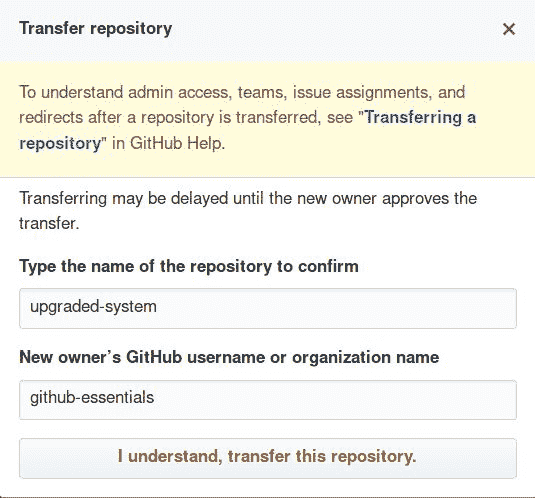 Transfer repository ×
To understand admin access, teams, issue assignments, and
redirects after a repository is transferred, see "Transferring a
repository" in GitHub Help.
Transferring may be delayed until the new owner approves the
transfer.
Type the name of the repository to confirm
upgraded-system
New owner’s GitHub username or organization name
github-essentials
I understand, transfer this repository.